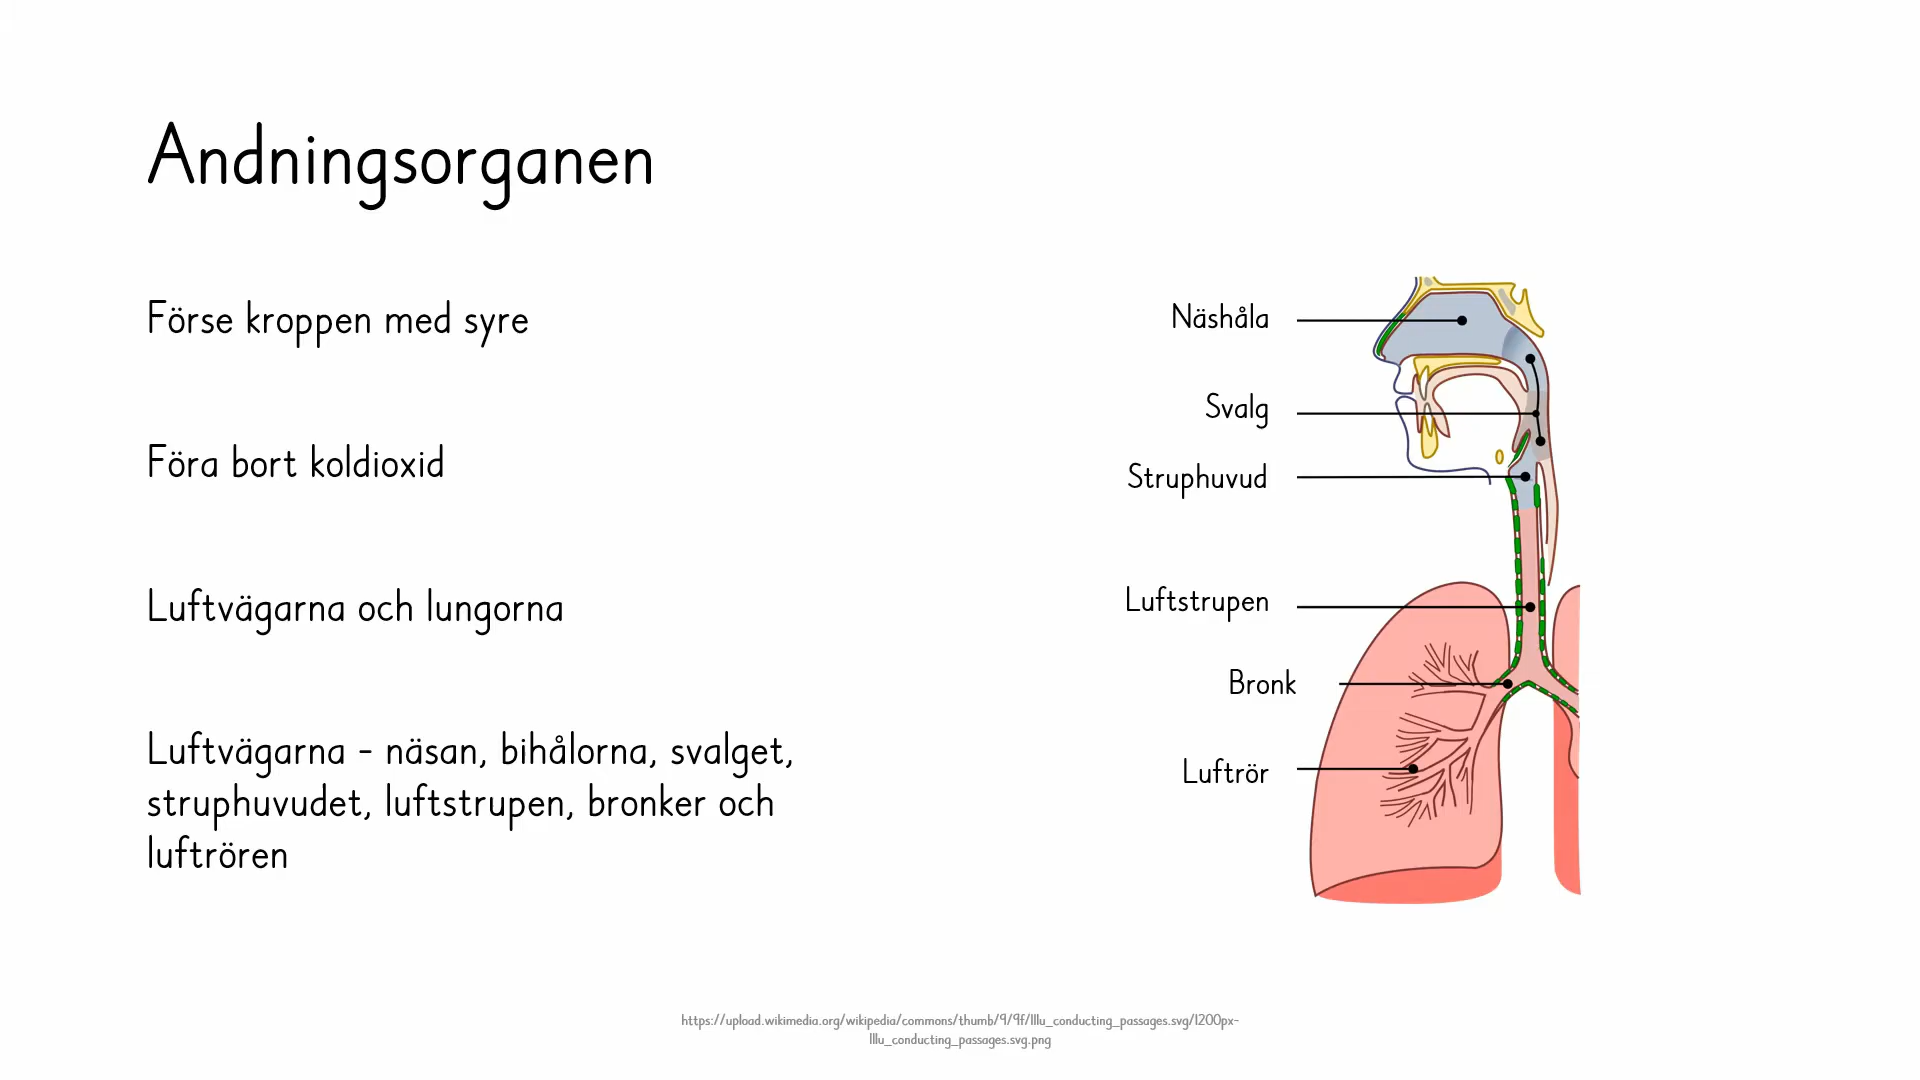 Andningsorganen
Förse kroppen med syre
Föra bort koldioxid
Luftvägarna och lungorna
Luftvägarna - näsan, bihålorna, svalget,
struphuvudet, luftstrupen, bronker och
luftrören
Näshåla
Svalg
Struphuvud
Luftstrupen
Bronk
Luftrör
https://upload.wikimedia.org/wikipedia/commons/thumb/9/9f/Illu_conducting_passages.svg/1200px-
Illu_conducting_passages.svg.png